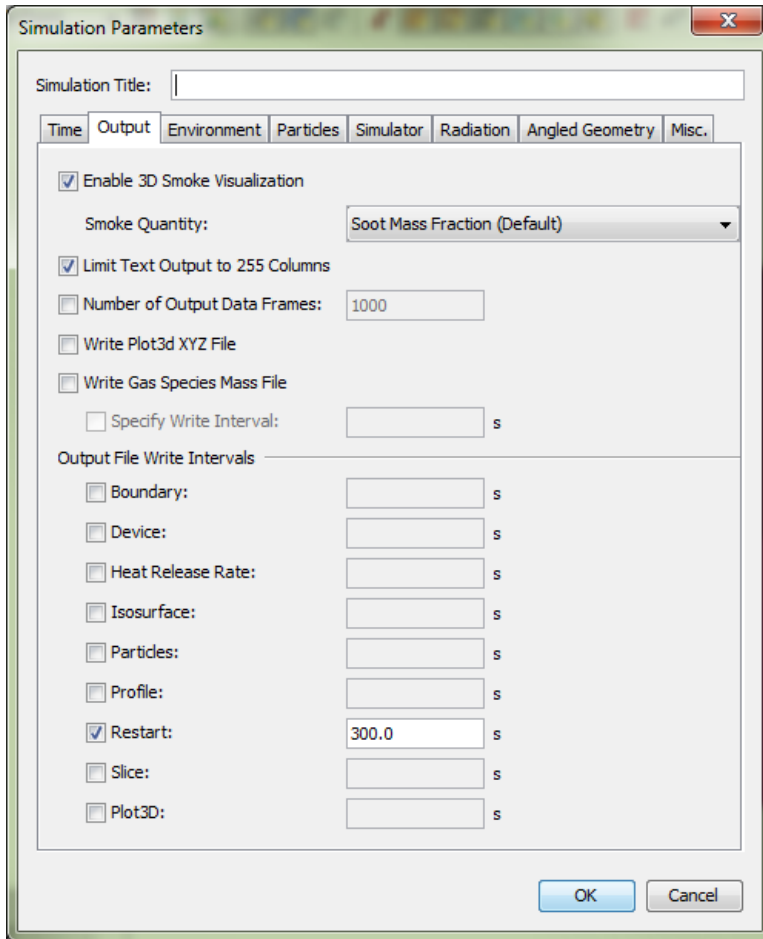 Simulation Parameters
Simulation Title:
Time Output Environment Particles Simulator Radiation Angled Geometry Misc.
Enable 3D Smoke Visualization
Smoke Quantity: Soot Mass Fraction (Default)
Limit Text Output to 255 Columns
Number of Output Data Frames: 1000
Write Plot3d XYZ File
Write Gas Species Mass File
Specify Write Interval: s
Output File Write Intervals
Boundary: s
Device: s
Heat Release Rate: s
Isosurface: s
Particles: s
Profile: s
Restart: 300.0 s
Slice: s
Plot3D: s
OK Cancel